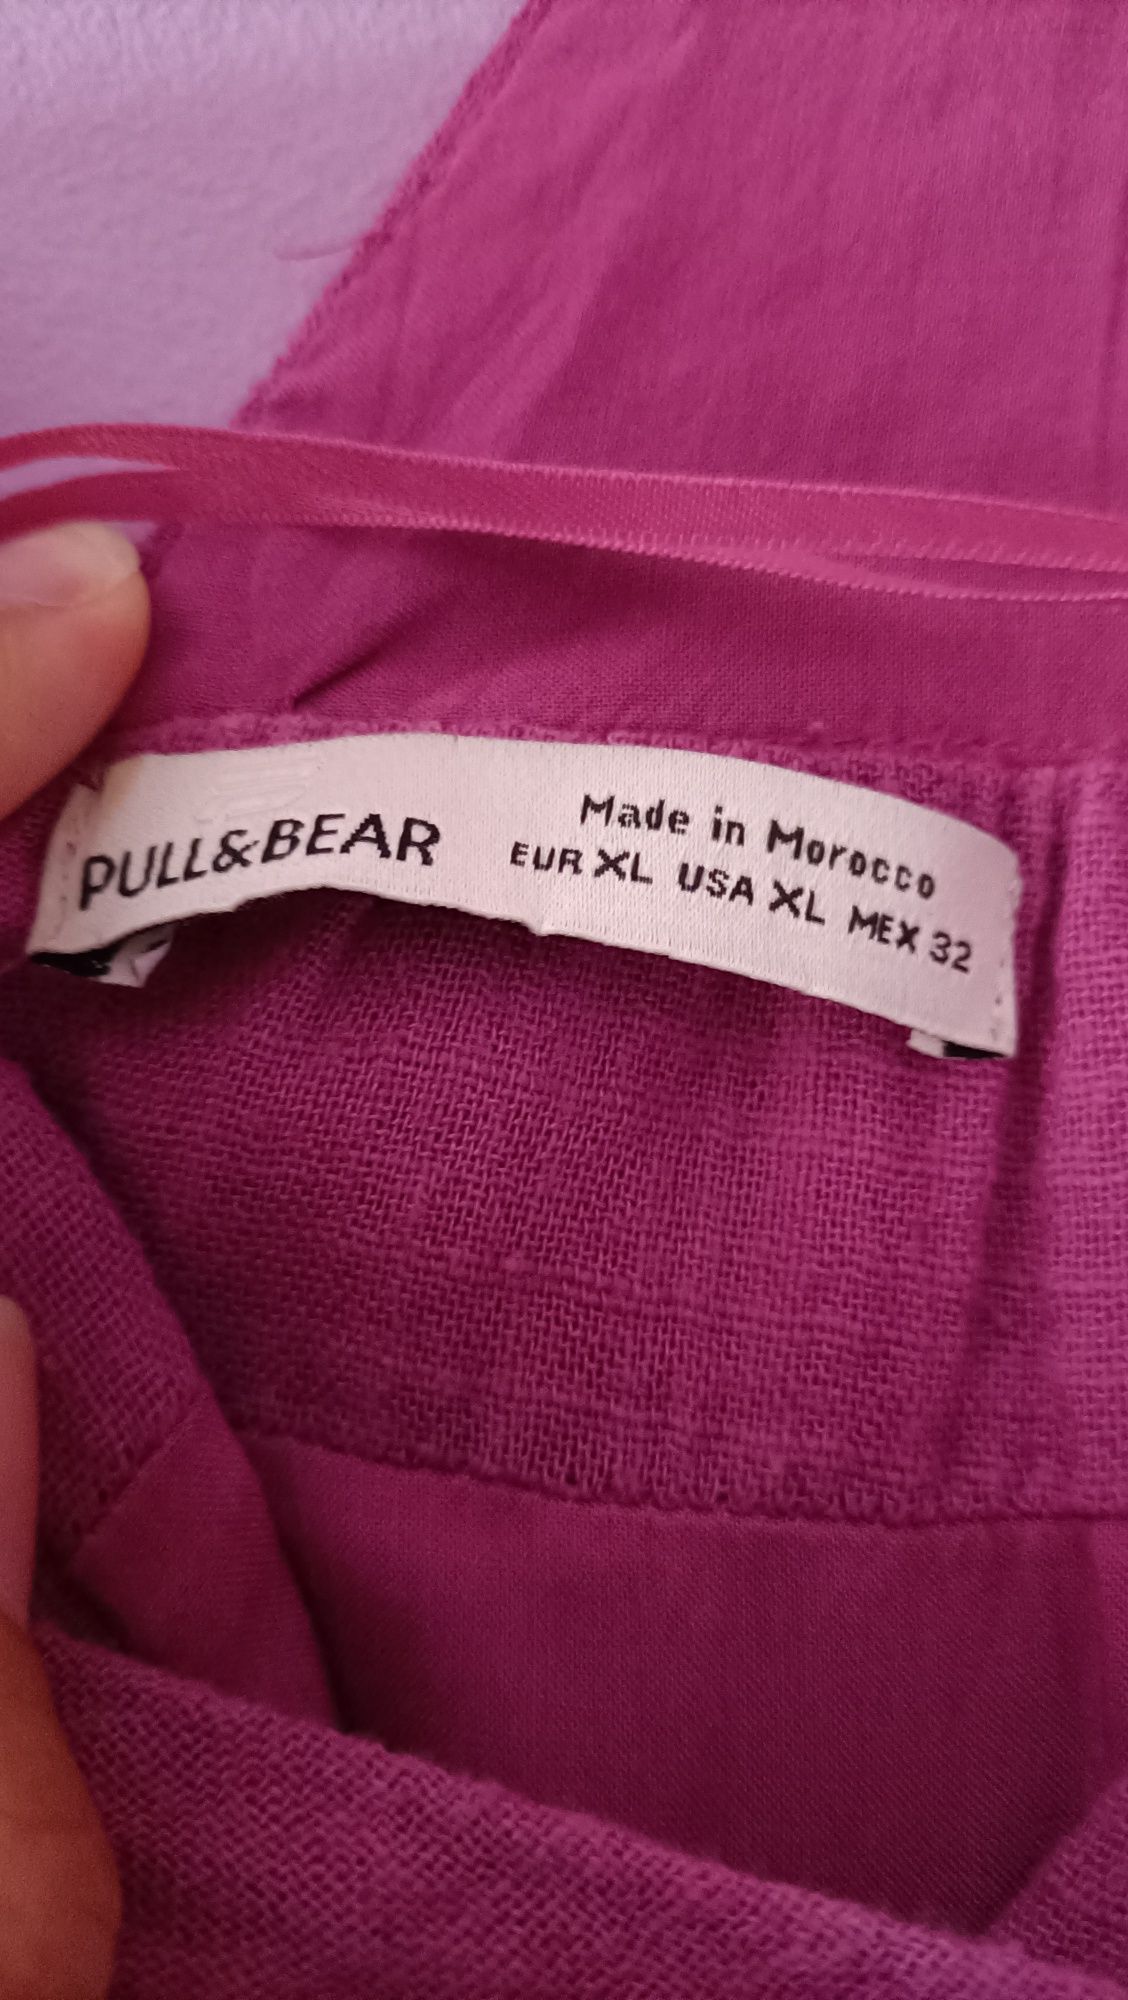 PULL&BEAR
Made in Morocco
EUR XL USA XL MEX 32